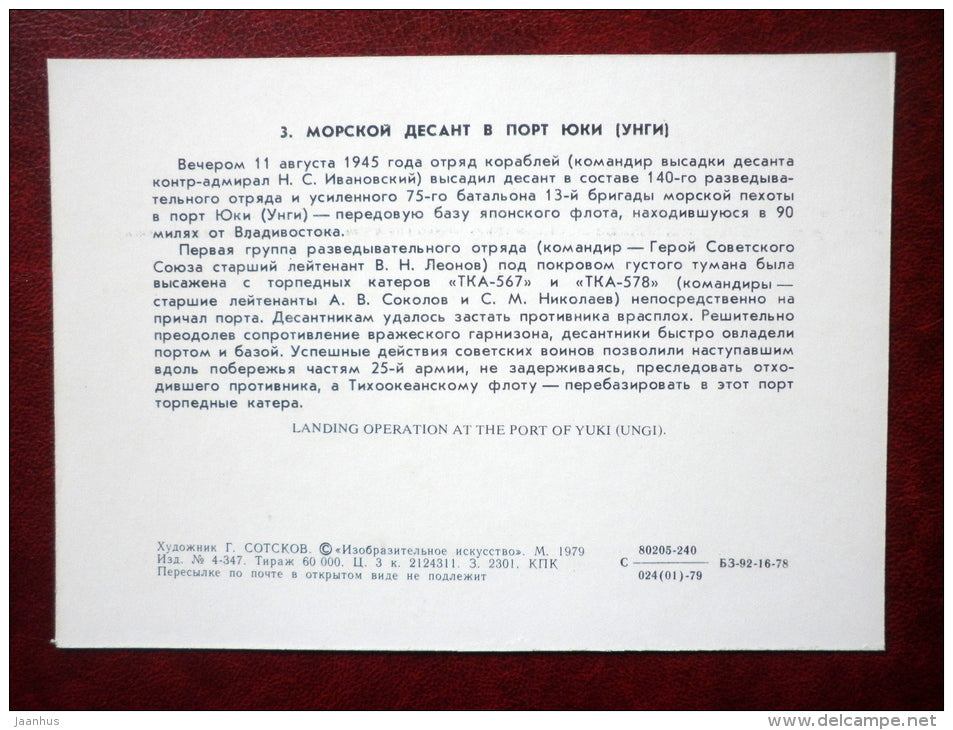 3. МОРСКОЙ ДЕСАНТ В ПОРТ ЮКИ (УНГИ)
Вечером 11 августа 1945 года отряд кораблей (командир высадки десанта
контр-адмирал Н. С. Ивановский) высадил десант в составе 140-го разведыва-
тельного отряда и усиленного 75-го батальона 13-й бригады морской пехоты
в порт Юки (Унги) — передовую базу японского флота, находившуюся в 90
милях от Владивостока.
Первая группа разведывательного отряда (командир — Герой Советского
Союза старший лейтенант В. Н. Леонов) под покровом густого тумана была
высажена с торпедных катеров «ТКА-567» и «ТКА-578» (командиры —
старшие лейтенанты А. В. Соколов и С. М. Николаев) непосредственно на
причал порта. Десантникам удалось застать противника врасплох. Решительно
преодолев сопротивление вражеского гарнизона, десантники быстро овладели
портом и базой. Успешные действия советских воинов позволили наступавшим
вдоль побережья частям 25-й армии, не задерживаясь, преследовать отхо-
дившего противника, а Тихоокеанскому флоту — перебазировать в этот порт
торпедные катера.
LANDING OPERATION AT THE PORT OF YUKI (UNGI).
Художник Г. СОТСКОВ. © «Изобразительное искусство». М. 1979
Изд. № 4-347. Тираж 60 000. Ц. 3 к. 2124311. З. 2301. КПК
Пересылке по почте в открытом виде не подлежит
80205-240
С БЗ-92-16-78
024(01)-79
jaanhus
www.delcampe.net